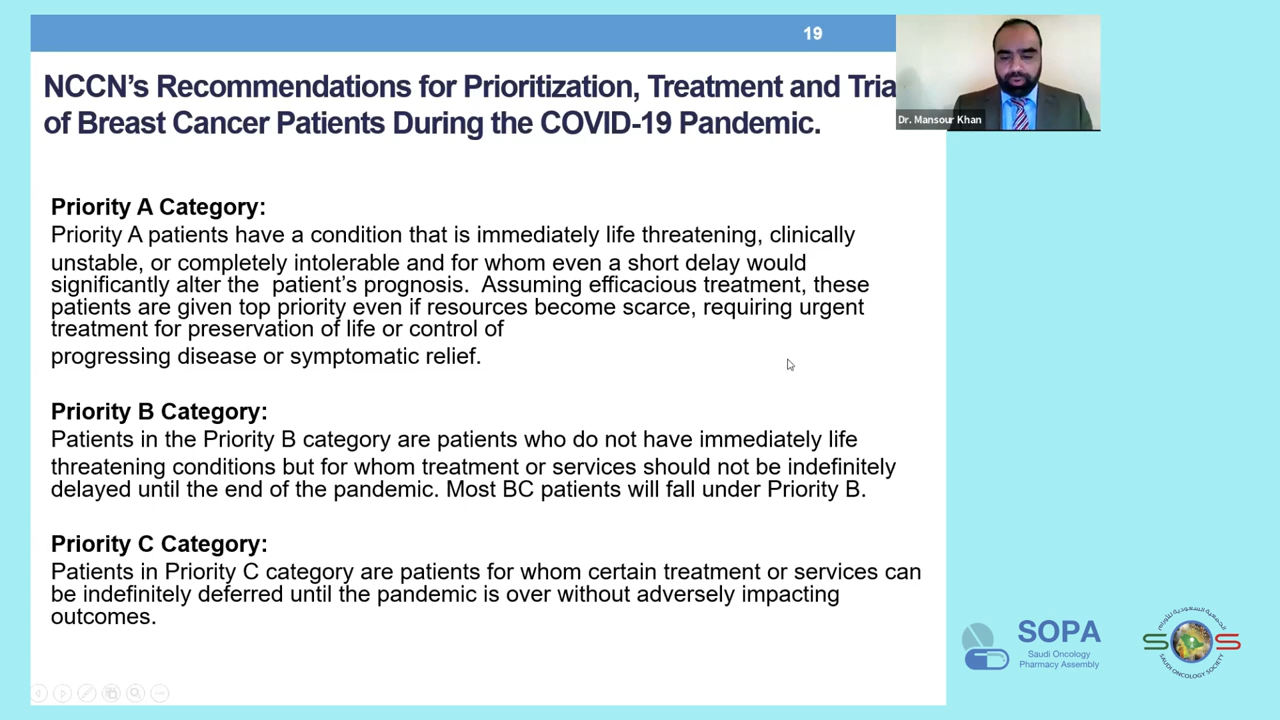 19
NCCN's Recommendations for Prioritization, Treatment and Tria
of Breast Cancer Patients During the COVID-19 Pandemic.
Dr. Mansour Khan
Priority A Category:
Priority A patients have a condition that is immediately life threatening, clinically
unstable, or completely intolerable and for whom even a short delay would
significantly alter the patient's prognosis. Assuming efficacious treatment, these
patients are given top priority even if resources become scarce, requiring urgent
treatment for preservation of life or control of
progressing disease or symptomatic relief.
Priority B Category:
Patients in the Priority B category are patients who do not have immediately life
threatening conditions but for whom treatment or services should not be indefinitely
delayed until the end of the pandemic. Most BC patients will fall under Priority B.
Priority C Category:
Patients in Priority C category are patients for whom certain treatment or services can
be indefinitely deferred until the pandemic is over without adversely impacting
outcomes.
SOPA
Saudi Oncology
Pharmacy Assembly
الجمعية السعودية للأورام
SOS
SAUDI ONCOLOGY SOCIETY